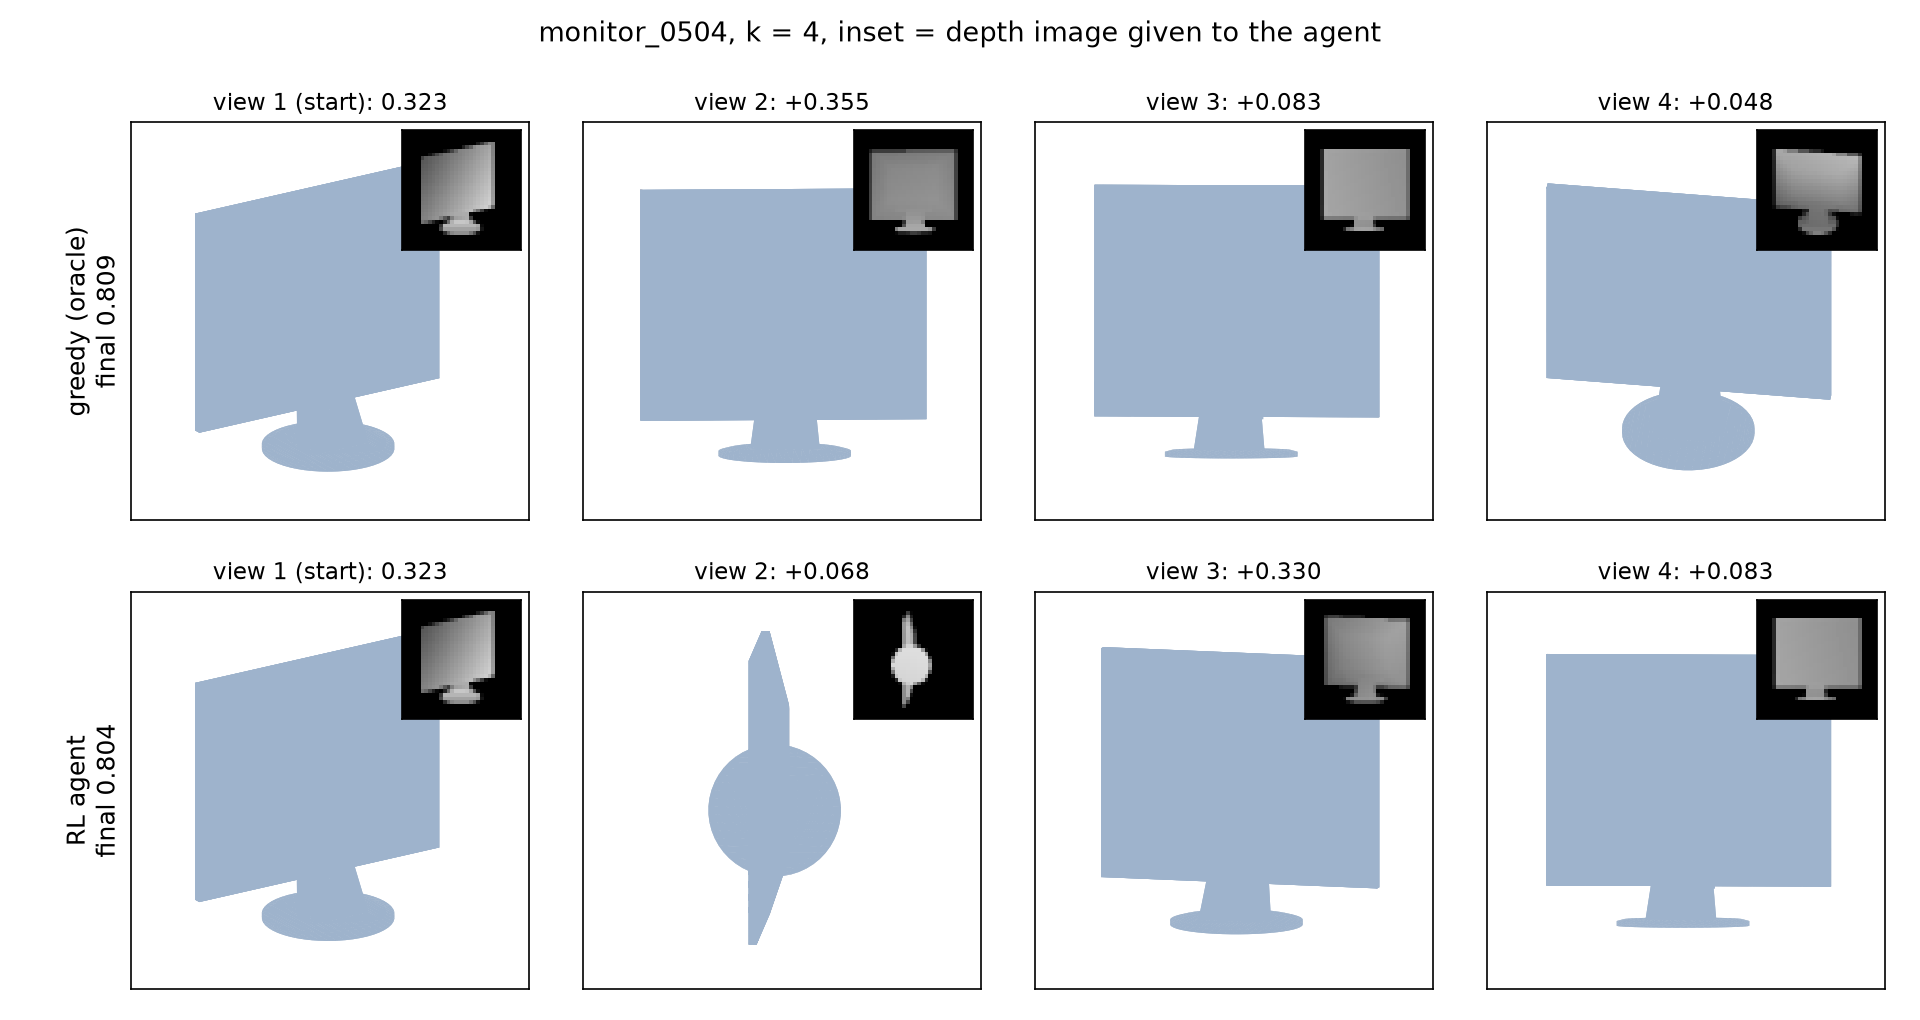 monitor_0504, k = 4, inset = depth image given to the agent
view 1 (start): 0.323
view 2: +0.355
view 3: +0.083
view 4: +0.048
greedy (oracle)
final 0.809
view 1 (start): 0.323
view 2: +0.068
view 3: +0.330
view 4: +0.083
RL agent
final 0.804